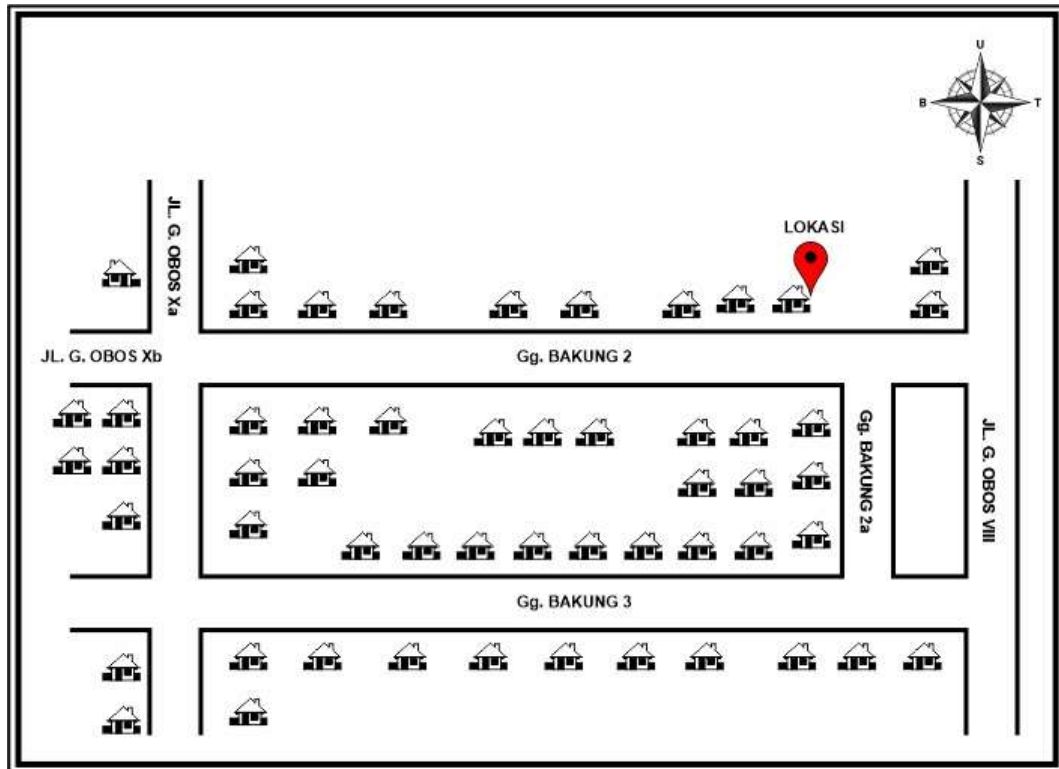 U
B
T
S
JL. G. OBOS Xa
LOKASI
JL. G. OBOS Xb
Gg. BAKUNG 2
Gg. BAKUNG 2a
JL. G. OBOS VIII
Gg. BAKUNG 3